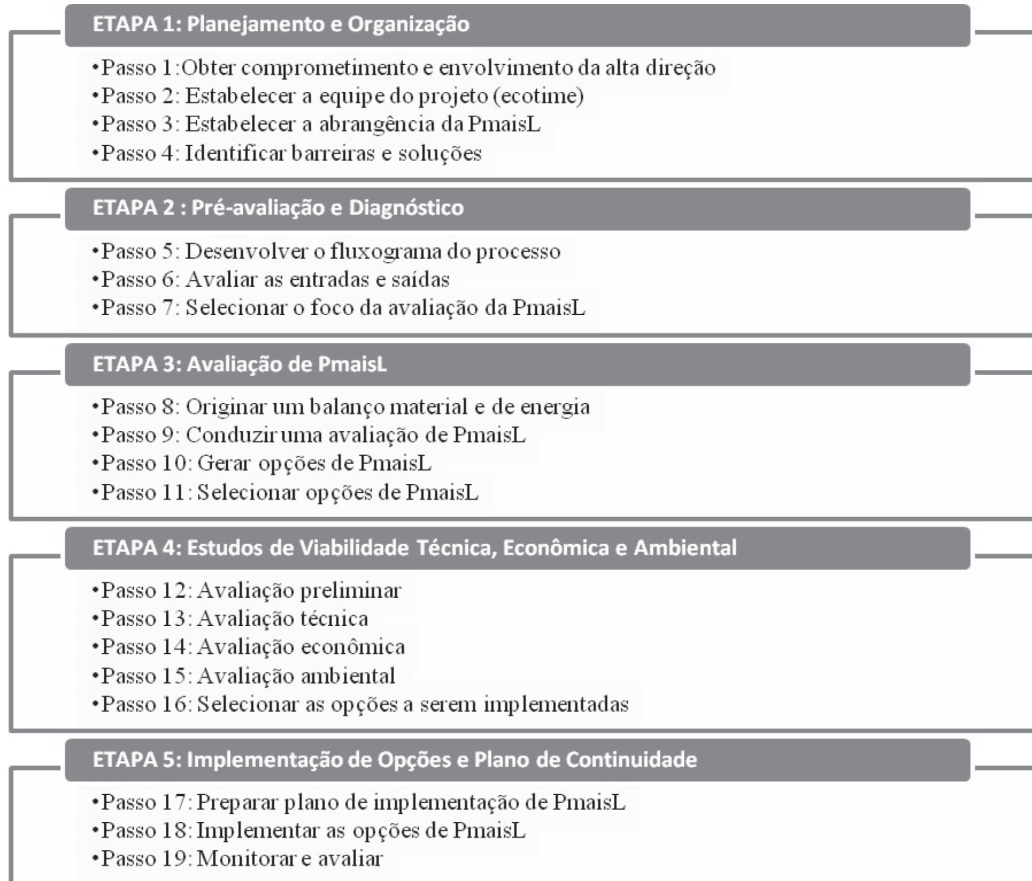 ETAPA 1: Planejamento e Organização
•Passo 1:Obter comprometimento e envolvimento da alta direção
•Passo 2: Estabelecer a equipe do projeto (ecotime)
•Passo 3: Estabelecer a abrangência da PmaisL
•Passo 4: Identificar barreiras e soluções
ETAPA 2 : Pré-avaliação e Diagnóstico
•Passo 5: Desenvolver o fluxograma do processo
•Passo 6: Avaliar as entradas e saídas
•Passo 7: Selecionar o foco da avaliação da PmaisL
ETAPA 3: Avaliação de PmaisL
•Passo 8: Originar um balanço material e de energia
•Passo 9: Conduzir uma avaliação de PmaisL
•Passo 10: Gerar opções de PmaisL
•Passo 11: Selecionar opções de PmaisL
ETAPA 4: Estudos de Viabilidade Técnica, Econômica e Ambiental
•Passo 12: Avaliação preliminar
•Passo 13: Avaliação técnica
•Passo 14: Avaliação econômica
•Passo 15: Avaliação ambiental
•Passo 16: Selecionar as opções a serem implementadas
ETAPA 5: Implementação de Opções e Plano de Continuidade
•Passo 17: Preparar plano de implementação de PmaisL
•Passo 18: Implementar as opções de PmaisL
•Passo 19: Monitorar e avaliar